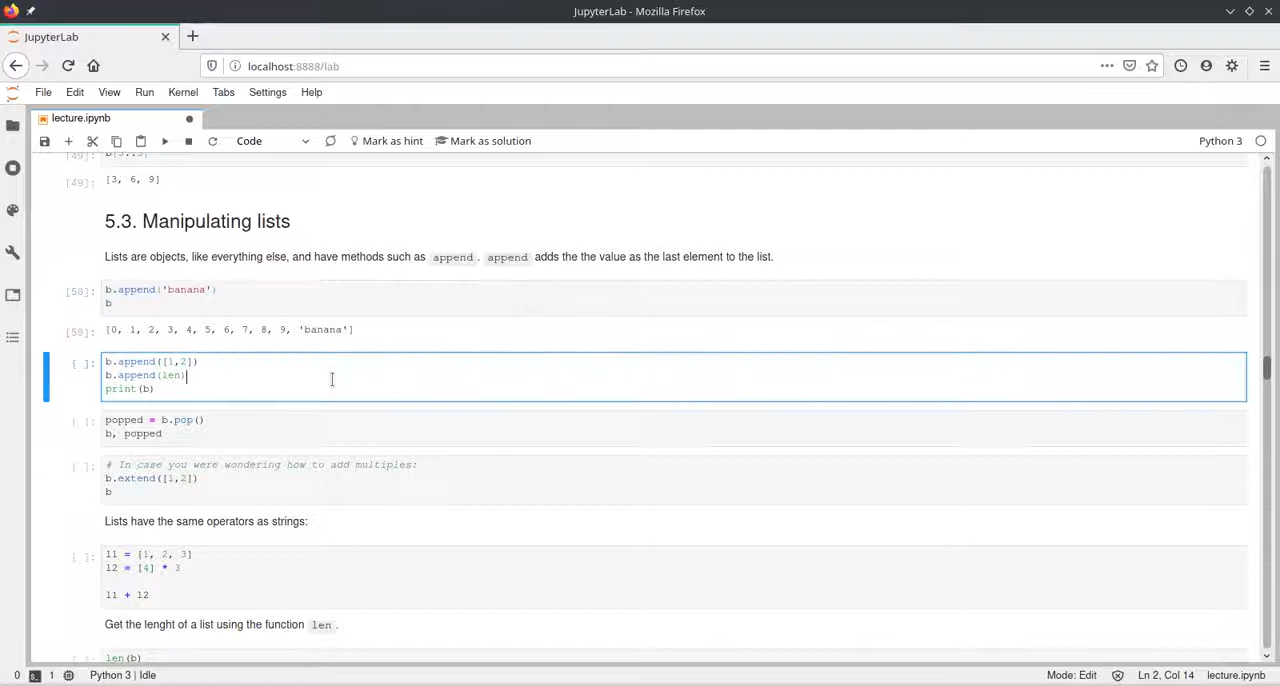 JupyterLab - Mozilla Firefox
JupyterLab
localhost:8888/lab
File Edit View Run Kernel Tabs Settings Help
lecture.ipynb
Code Mark as hint Mark as solution Python 3
[49]:
[49]: [3, 6, 9]
5.3. Manipulating lists
Lists are objects, like everything else, and have methods such as append . append adds the the value as the last element to the list.
[50]: b.append('banana')
b
[50]: [0, 1, 2, 3, 4, 5, 6, 7, 8, 9, 'banana']
[ ]: b.append([1,2])
b.append(len)
print(b)
[ ]: popped = b.pop()
b, popped
[ ]: # In case you were wondering how to add multiples:
b.extend([1,2])
b
Lists have the same operators as strings:
[ ]: l1 = [1, 2, 3]
l2 = [4] * 3
l1 + l2
Get the lenght of a list using the function len .
len(b)
0 1 Python 3 | Idle Mode: Edit Ln 2, Col 14 lecture.ipynb